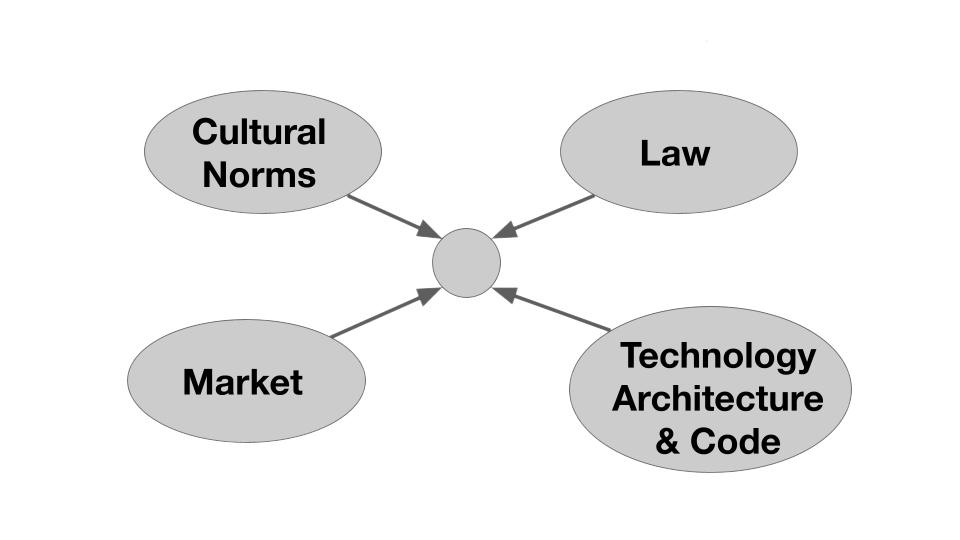 Cultural
Norms
Law
Market
Technology
Architecture
& Code